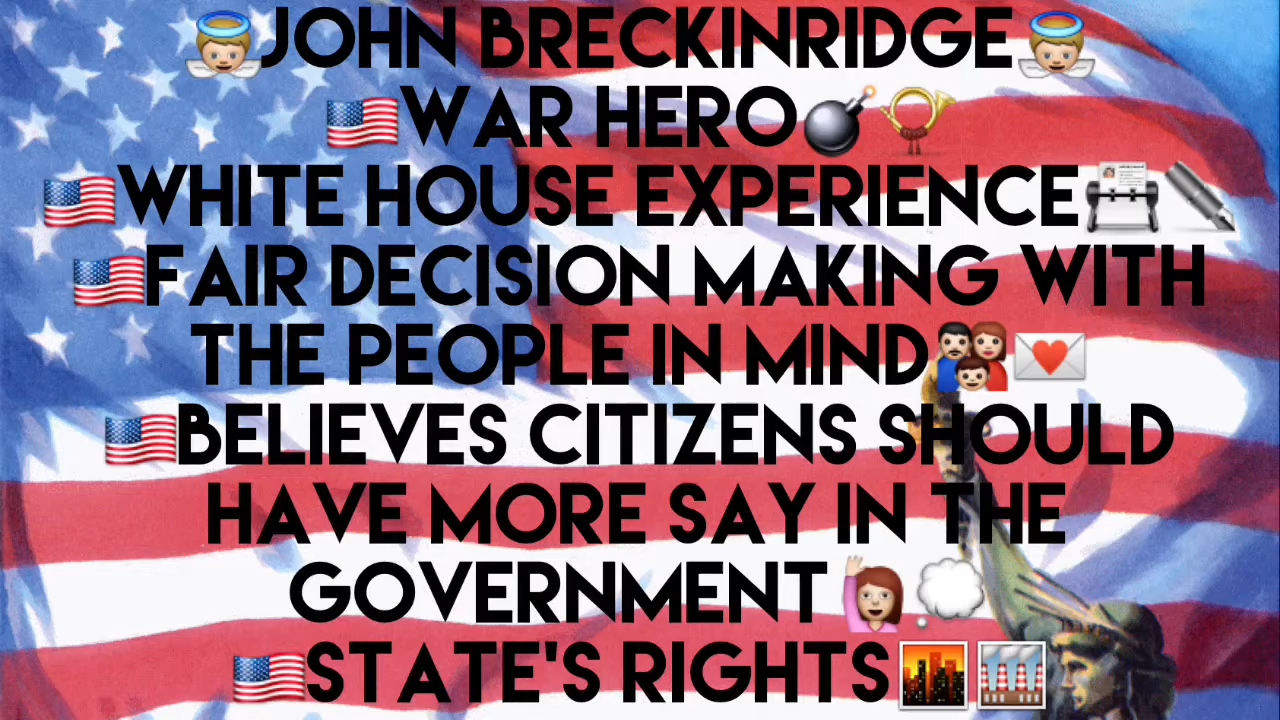 JOHN BRECKINRIDGE
WAR HERO
WHITE HOUSE EXPERIENCE
FAIR DECISION MAKING WITH
THE PEOPLE IN MIND
BELIEVES CITIZENS SHOULD
HAVE MORE SAY IN THE
GOVERNMENT
STATE'S RIGHTS